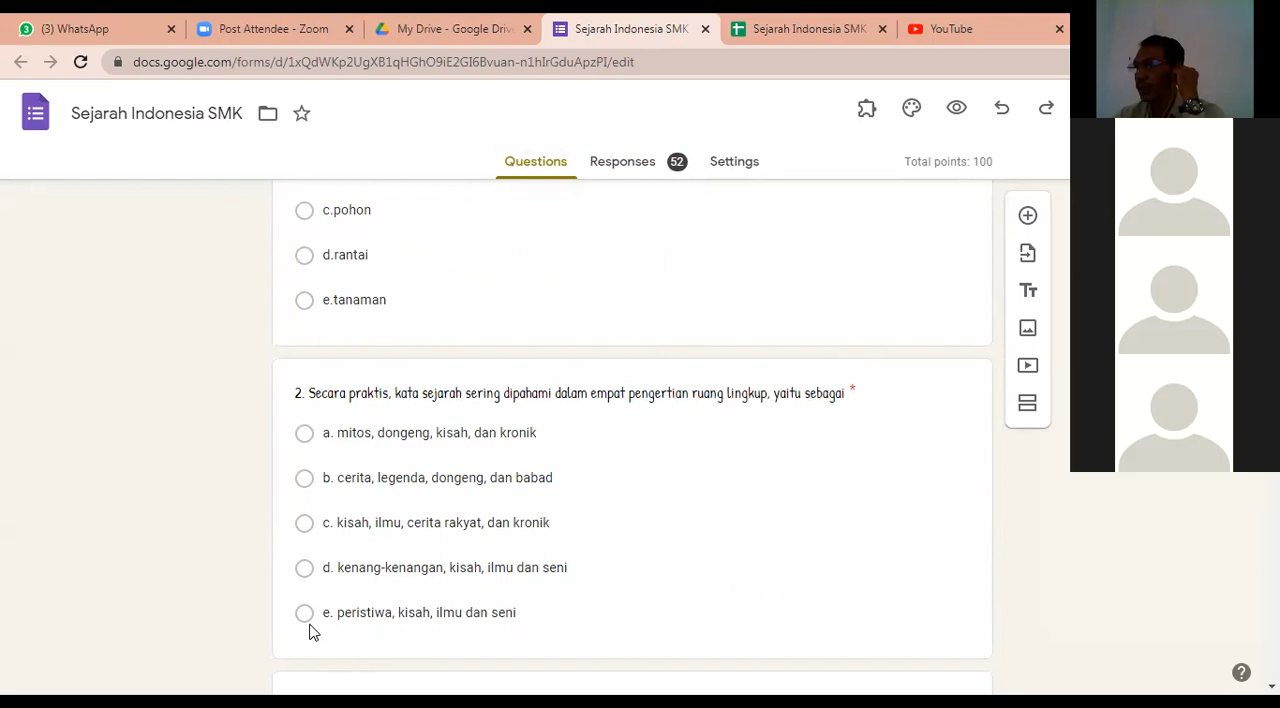 (3) WhatsApp
Post Attendee - Zoom
My Drive - Google Driv
Sejarah Indonesia SMK
Sejarah Indonesia SMK
YouTube
docs.google.com/forms/d/1xQdWKp2UgXB1qHGhO9iE2GI6Bvuan-n1hIrGduApzPI/edit
Sejarah Indonesia SMK
Questions
Responses 52
Settings
Total points: 100
c.pohon
d.rantai
e.tanaman
2. Secara praktis, kata sejarah sering dipahami dalam empat pengertian ruang lingkup, yaitu sebagai *
a. mitos, dongeng, kisah, dan kronik
b. cerita, legenda, dongeng, dan babad
c. kisah, ilmu, cerita rakyat, dan kronik
d. kenang-kenangan, kisah, ilmu dan seni
e. peristiwa, kisah, ilmu dan seni